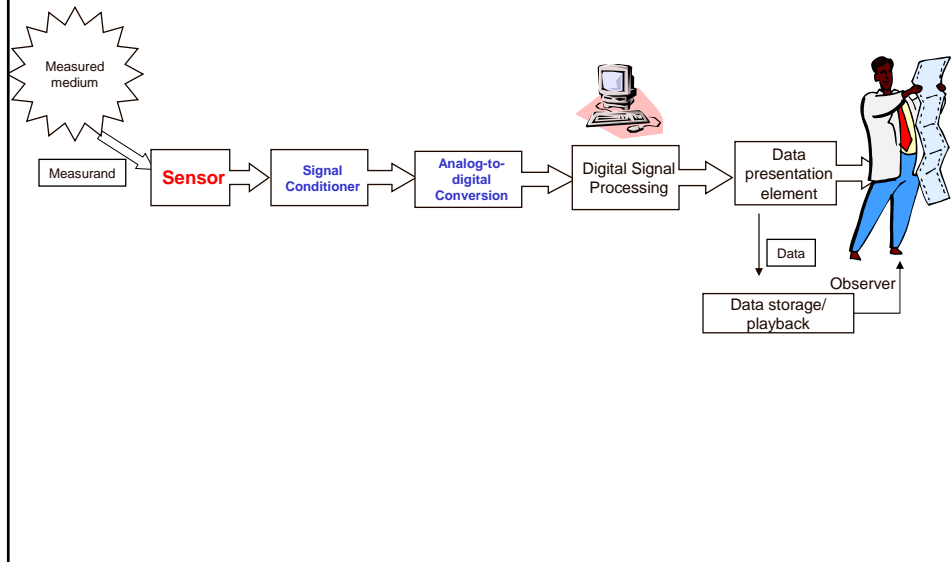 Measured
medium
Measurand
Sensor
Signal
Conditioner
Analog-to-
digital
Conversion
Digital Signal
Processing
Data
presentation
element
Data
Observer
Data storage/
playback